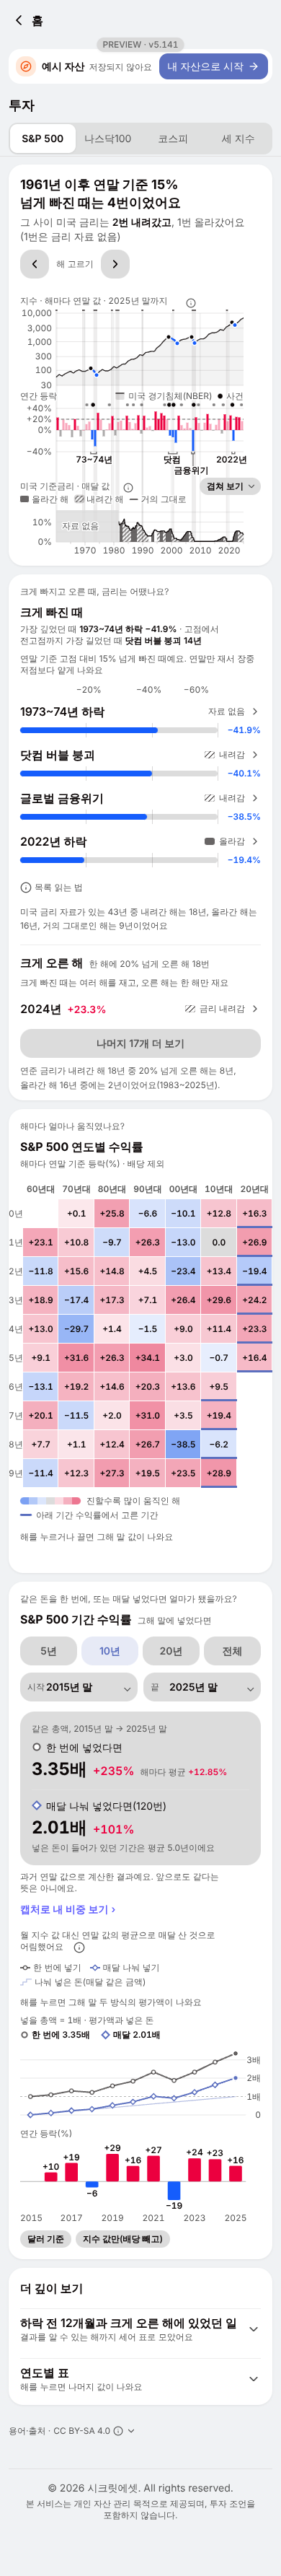 홈
PREVIEW · v5.141
예시 자산 저장되지 않아요 내 자산으로 시작
투자
S&P 500 나스닥100 코스피 세 지수
1961년 이후 연말 기준 15%
넘게 빠진 때는 4번이었어요
그 사이 미국 금리는 2번 내려갔고, 1번 올라갔어요
(1번은 금리 자료 없음)
해 고르기
지수 · 해마다 연말 값 · 2025년 말까지
10,000
3,000
1,000
300
100
30
연간 등락 미국 경기침체(NBER) 사건
+40%
+20%
0%
−40%
73~74년 닷컴 2022년
금융위기
미국 기준금리 · 매달 값 겹쳐 보기
올라간 해 내려간 해 거의 그대로
10%
자료 없음
0%
1970 1980 1990 2000 2010 2020
크게 빠지고 오른 때, 금리는 어땠나요?
크게 빠진 때
가장 깊었던 때 1973~74년 하락 −41.9% · 고점에서
전고점까지 가장 길었던 때 닷컴 버블 붕괴 14년
연말 기준 고점 대비 15% 넘게 빠진 때예요. 연말만 재서 장중
저점보다 얕게 나와요
−20% −40% −60%
1973~74년 하락 자료 없음
−41.9%
닷컴 버블 붕괴 내려감
−40.1%
글로벌 금융위기 내려감
−38.5%
2022년 하락 올라감
−19.4%
목록 읽는 법
미국 금리 자료가 있는 43년 중 내려간 해는 18년, 올라간 해는
16년, 거의 그대로인 해는 9년이었어요
크게 오른 해 한 해에 20% 넘게 오른 해 18번
크게 빠진 때는 여러 해를 재고, 오른 해는 한 해만 재요
2024년 +23.3% 금리 내려감
나머지 17개 더 보기
연준 금리가 내려간 해 18년 중 20% 넘게 오른 해는 8년,
올라간 해 16년 중에는 2년이었어요(1983~2025년).
해마다 얼마나 움직였나요?
S&P 500 연도별 수익률
해마다 연말 기준 등락(%) · 배당 제외
60년대 70년대 80년대 90년대 00년대 10년대 20년대
0년 +0.1 +25.8 −6.6 −10.1 +12.8 +16.3
1년 +23.1 +10.8 −9.7 +26.3 −13.0 0.0 +26.9
2년 −11.8 +15.6 +14.8 +4.5 −23.4 +13.4 −19.4
3년 +18.9 −17.4 +17.3 +7.1 +26.4 +29.6 +24.2
4년 +13.0 −29.7 +1.4 −1.5 +9.0 +11.4 +23.3
5년 +9.1 +31.6 +26.3 +34.1 +3.0 −0.7 +16.4
6년 −13.1 +19.2 +14.6 +20.3 +13.6 +9.5
7년 +20.1 −11.5 +2.0 +31.0 +3.5 +19.4
8년 +7.7 +1.1 +12.4 +26.7 −38.5 −6.2
9년 −11.4 +12.3 +27.3 +19.5 +23.5 +28.9
진할수록 많이 움직인 해
아래 기간 수익률에서 고른 기간
해를 누르거나 끌면 그해 말 값이 나와요
같은 돈을 한 번에, 또는 매달 넣었다면 얼마가 됐을까요?
S&P 500 기간 수익률 그해 말에 넣었다면
5년 10년 20년 전체
시작 2015년 말 끝 2025년 말
같은 총액, 2015년 말 → 2025년 말
한 번에 넣었다면
3.35배 +235% 해마다 평균 +12.85%
매달 나눠 넣었다면(120번)
2.01배 +101%
넣은 돈이 들어가 있던 기간은 평균 5.0년이에요
과거 연말 값으로 계산한 결과예요. 앞으로도 같다는
뜻은 아니에요.
캡처로 내 비중 보기 ›
월 지수 값 대신 연말 값의 평균으로 매달 산 것으로
어림했어요
한 번에 넣기 매달 나눠 넣기
나눠 넣은 돈(매달 같은 금액)
해를 누르면 그해 말 두 방식의 평가액이 나와요
넣을 총액 = 1배 · 평가액과 넣은 돈
한 번에 3.35배 매달 2.01배
3배
2배
1배
0
연간 등락(%)
+10 +19 −6 +29 +16 +27 −19 +24 +23 +16
2015 2017 2019 2021 2023 2025
달러 기준 지수 값만(배당 빼고)
더 깊이 보기
하락 전 12개월과 크게 오른 해에 있었던 일
결과를 알 수 있는 해까지 세어 표로 모았어요
연도별 표
해를 누르면 나머지 값이 나와요
용어·출처 · CC BY-SA 4.0
© 2026 시크릿에셋. All rights reserved.
본 서비스는 개인 자산 관리 목적으로 제공되며, 투자 조언을
포함하지 않습니다.